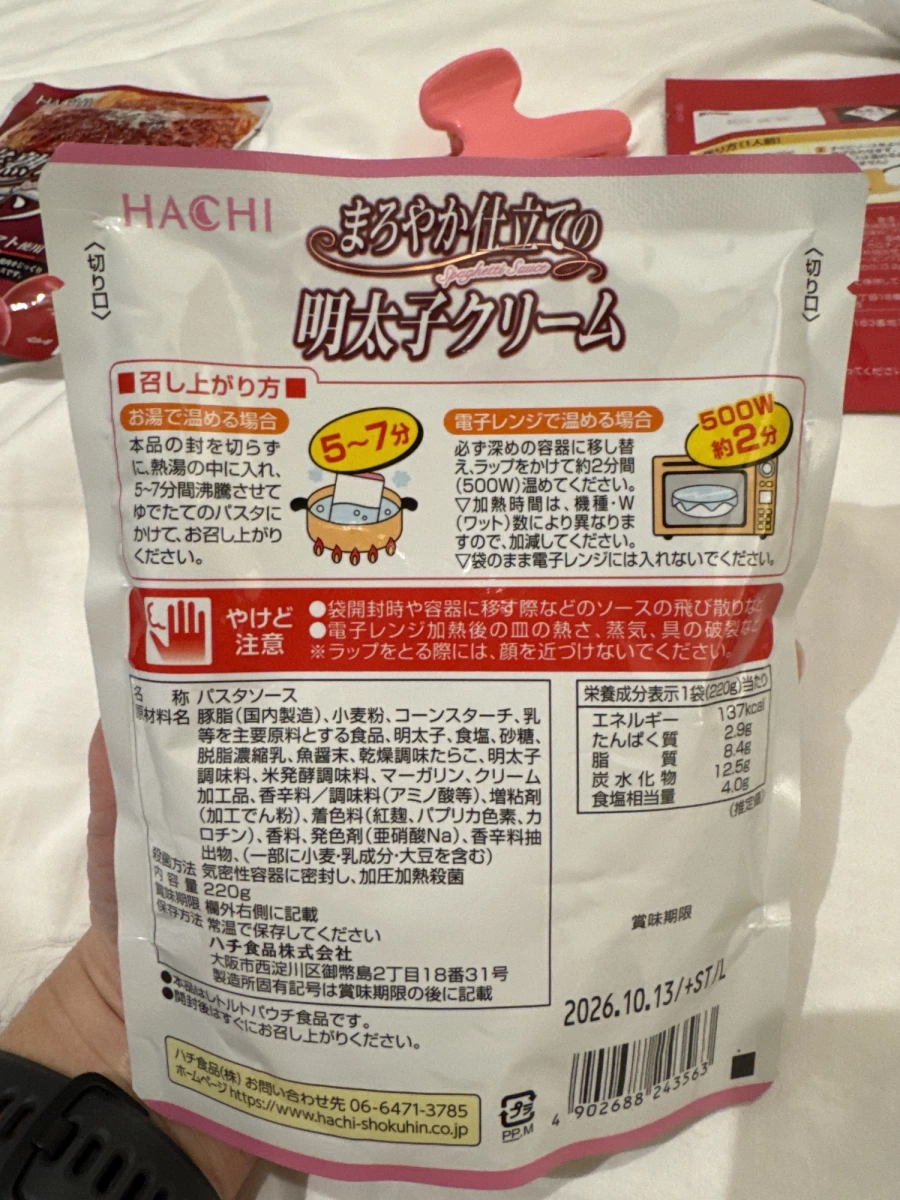 HACHI
まろやか仕立ての
Spaghetti Sauce
明太子クリーム
〈切り口〉
〈切り口〉
■召し上がり方■
お湯で温める場合
本品の封を切らず
に、熱湯の中に入れ、
5~7分間沸騰させて
ゆでたてのパスタに
かけて、お召し上がり
ください。
5~7分
電子レンジで温める場合
必ず深めの容器に移し替
え、ラップをかけて約2分間
(500W)温めてください。
▽加熱時間は、機種・W
(ワット)数により異なりま
すので、加減してください。
▽袋のまま電子レンジには入れないでください。
500W
約2分
やけど
注意
●袋開封時や容器に移す際などのソースの飛び散りなど
●電子レンジ加熱後の皿の熱さ、蒸気、具の破裂など
※ラップをとる際には、顔を近づけないでください。
名称 パスタソース
原材料名 豚脂(国内製造)、小麦粉、コーンスターチ、乳
等を主要原料とする食品、明太子、食塩、砂糖、
脱脂濃縮乳、魚醤末、乾燥調味たらこ、明太子
調味料、米発酵調味料、マーガリン、クリーム
加工品、香辛料/調味料(アミノ酸等)、増粘剤
(加工でん粉)、着色料(紅麹、パプリカ色素、カ
ロチン)、香料、発色剤(亜硝酸Na)、香辛料抽
出物、(一部に小麦・乳成分・大豆を含む)
殺菌方法 気密性容器に密封し、加圧加熱殺菌
内容量 220g
賞味期限 欄外右側に記載
保存方法 常温で保存してください
ハチ食品株式会社
大阪市西淀川区御幣島2丁目18番31号
製造所固有記号は賞味期限の後に記載
栄養成分表示1袋(220g)当たり
エネルギー 137kcal
たんぱく質 2.9g
脂質 8.4g
炭水化物 12.5g
食塩相当量 4.0g
(推定値)
賞味期限
2026.10.13/+ST/L
●本品はレトルトパウチ食品です。
●開封後はすぐにお召し上がりください。
ハチ食品(株) お問い合わせ先 06-6471-3785
ホームページ https://www.hachi-shokuhin.co.jp
プラ
PP,M
4 902688 243563